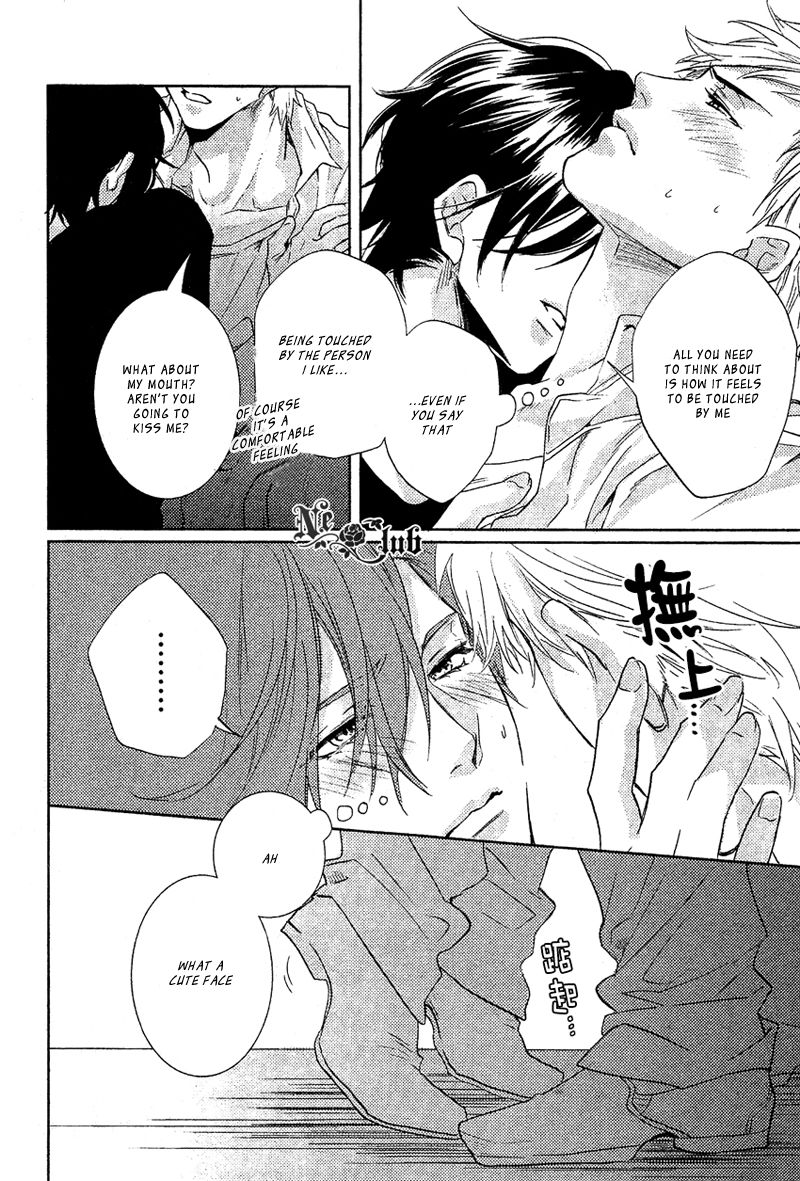 ALL YOU NEED
TO THINK ABOUT
IS HOW IT FEELS
TO BE TOUCHED
BY ME
BEING TOUCHED
BY THE PERSON
I LIKE...
...EVEN IF
YOU SAY
THAT
OF COURSE
IT'S A
COMFORTABLE
FEELING
WHAT ABOUT
MY MOUTH?
AREN'T YOU
GOING TO
KISS ME?
Ne Club
撫上......
.........
AH
WHAT A
CUTE FACE
踮起...